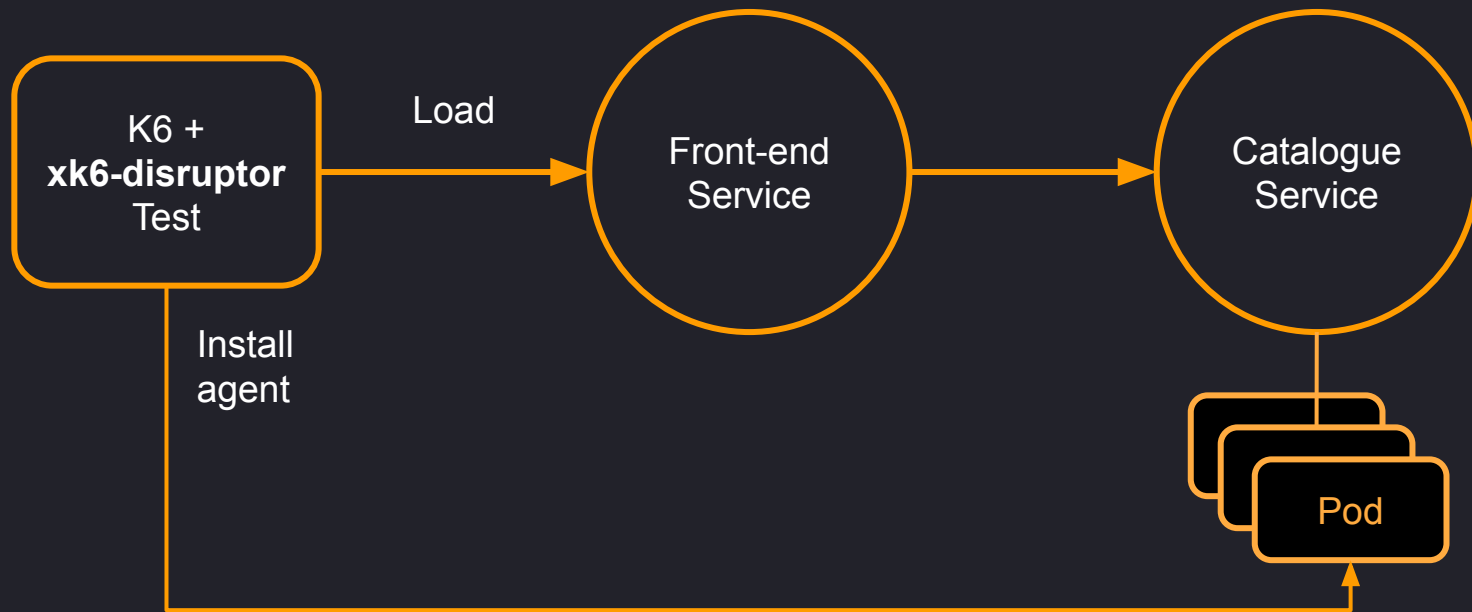 K6 +
xk6-disruptor
Test
Load
Front-end
Service
Catalogue
Service
Install
agent
Pod